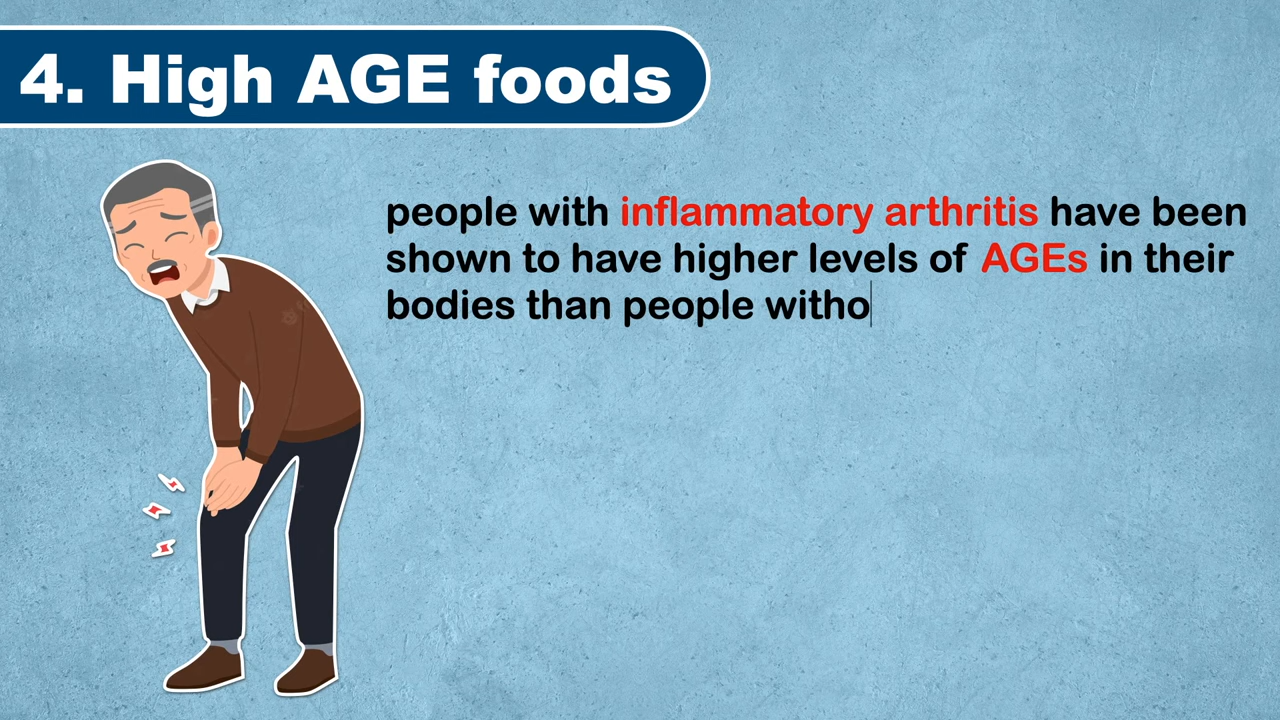 4. High AGE foods
people with inflammatory arthritis have been
shown to have higher levels of AGEs in their
bodies than people witho